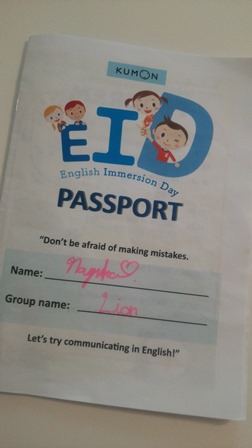 KUMON
EID
English Immersion Day
PASSPORT
"Don't be afraid of making mistakes.
Name:
Group name: Lion
Let's try communicating in English!"